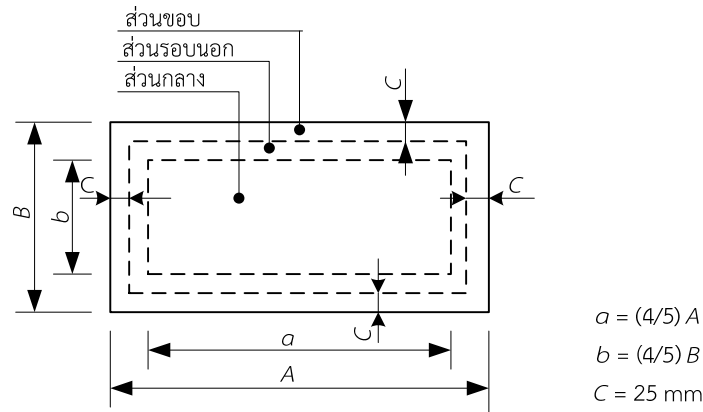 ส่วนขอบ
ส่วนรอบนอก
ส่วนกลาง
C
C
C
B
b
C
a
A
a = (4/5) A
b = (4/5) B
C = 25 mm